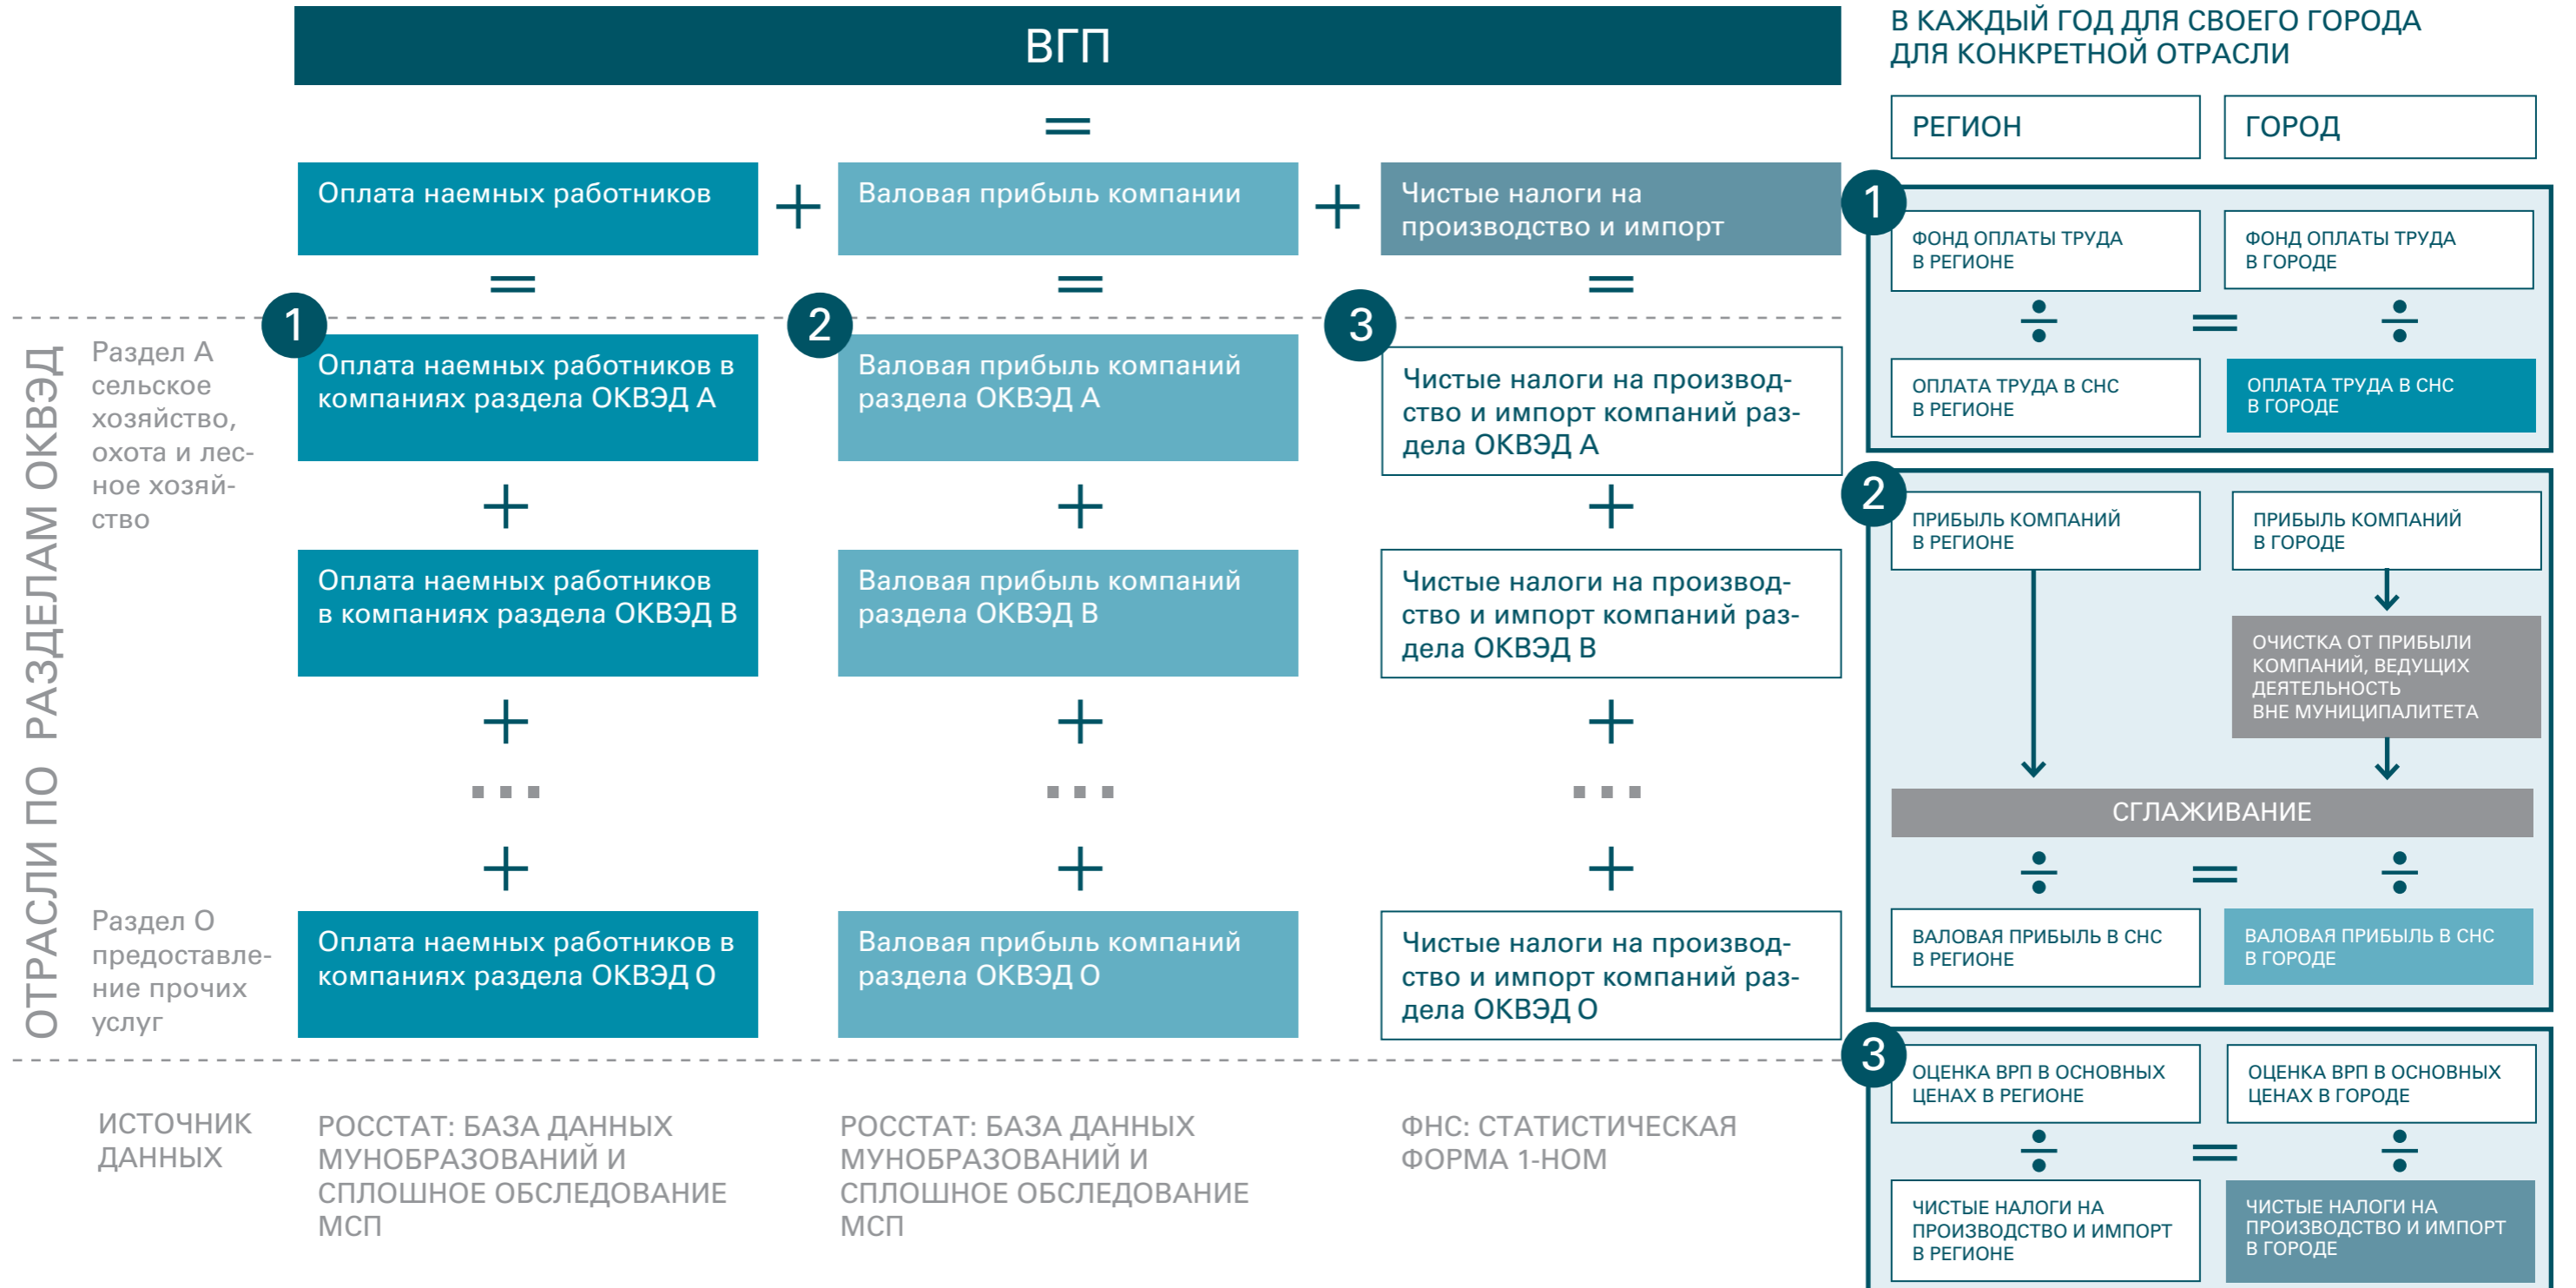 ВГП
=
Оплата наемных работников
+
Валовая прибыль компании
+
Чистые налоги на
производство и импорт
=
=
=
ОТРАСЛИ ПО РАЗДЕЛАМ ОКВЭД
Раздел А
сельское
хозяйство,
охота и лес-
ное хозяй-
ство
1
Оплата наемных работников в
компаниях раздела ОКВЭД А
2
Валовая прибыль компаний
раздела ОКВЭД А
3
Чистые налоги на производ-
ство и импорт компаний раз-
дела ОКВЭД А
+
+
+
Оплата наемных работников
в компаниях раздела ОКВЭД В
Валовая прибыль компаний
раздела ОКВЭД В
Чистые налоги на производ-
ство и импорт компаний раз-
дела ОКВЭД В
+
+
+
...
...
...
+
+
+
Раздел О
предоставле-
ние прочих
услуг
Оплата наемных работников в
компаниях раздела ОКВЭД О
Валовая прибыль компаний
раздела ОКВЭД О
Чистые налоги на производ-
ство и импорт компаний раз-
дела ОКВЭД О
ИСТОЧНИК
ДАННЫХ
РОССТАТ: БАЗА ДАННЫХ
МУНОБРАЗОВАНИЙ И
СПЛОШНОЕ ОБСЛЕДОВАНИЕ
МСП
РОССТАТ: БАЗА ДАННЫХ
МУНОБРАЗОВАНИЙ И
СПЛОШНОЕ ОБСЛЕДОВАНИЕ
МСП
ФНС: СТАТИСТИЧЕСКАЯ
ФОРМА 1-НОМ
В КАЖДЫЙ ГОД ДЛЯ СВОЕГО ГОРОДА
ДЛЯ КОНКРЕТНОЙ ОТРАСЛИ
РЕГИОН
ГОРОД
1
ФОНД ОПЛАТЫ ТРУДА
В РЕГИОНЕ
ФОНД ОПЛАТЫ ТРУДА
В ГОРОДЕ
÷ = ÷
ОПЛАТА ТРУДА В СНС
В РЕГИОНЕ
ОПЛАТА ТРУДА В СНС
В ГОРОДЕ
2
ПРИБЫЛЬ КОМПАНИЙ
В РЕГИОНЕ
ПРИБЫЛЬ КОМПАНИЙ
В ГОРОДЕ
ОЧИСТКА ОТ ПРИБЫЛИ
КОМПАНИЙ, ВЕДУЩИХ
ДЕЯТЕЛЬНОСТЬ
ВНЕ МУНИЦИПАЛИТЕТА
СГЛАЖИВАНИЕ
÷ = ÷
ВАЛОВАЯ ПРИБЫЛЬ В СНС
В РЕГИОНЕ
ВАЛОВАЯ ПРИБЫЛЬ В СНС
В ГОРОДЕ
3
ОЦЕНКА ВРП В ОСНОВНЫХ
ЦЕНАХ В РЕГИОНЕ
ОЦЕНКА ВРП В ОСНОВНЫХ
ЦЕНАХ В ГОРОДЕ
÷ = ÷
ЧИСТЫЕ НАЛОГИ НА
ПРОИЗВОДСТВО И ИМПОРТ
В РЕГИОНЕ
ЧИСТЫЕ НАЛОГИ НА
ПРОИЗВОДСТВО И ИМПОРТ
В ГОРОДЕ